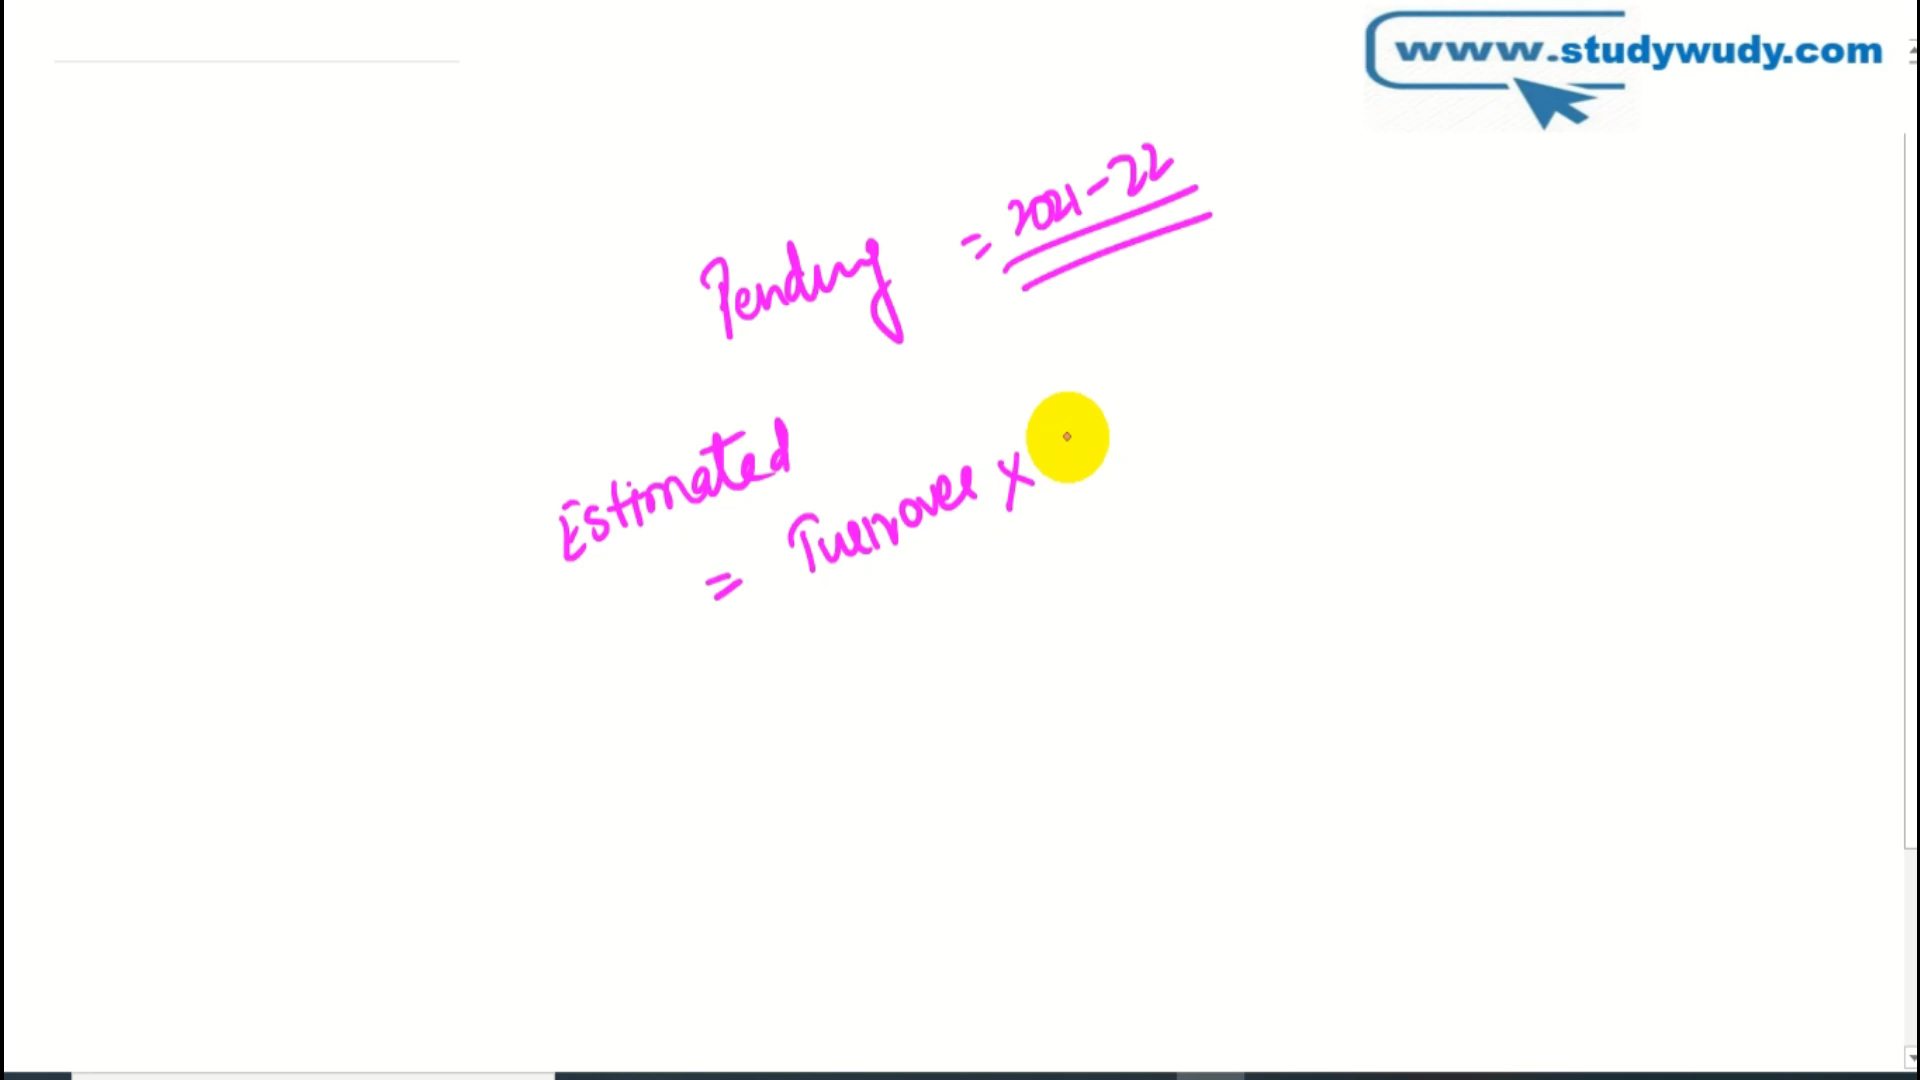 www.studywudy.com
Pending = 2021-22
Estimated
= Turnover X